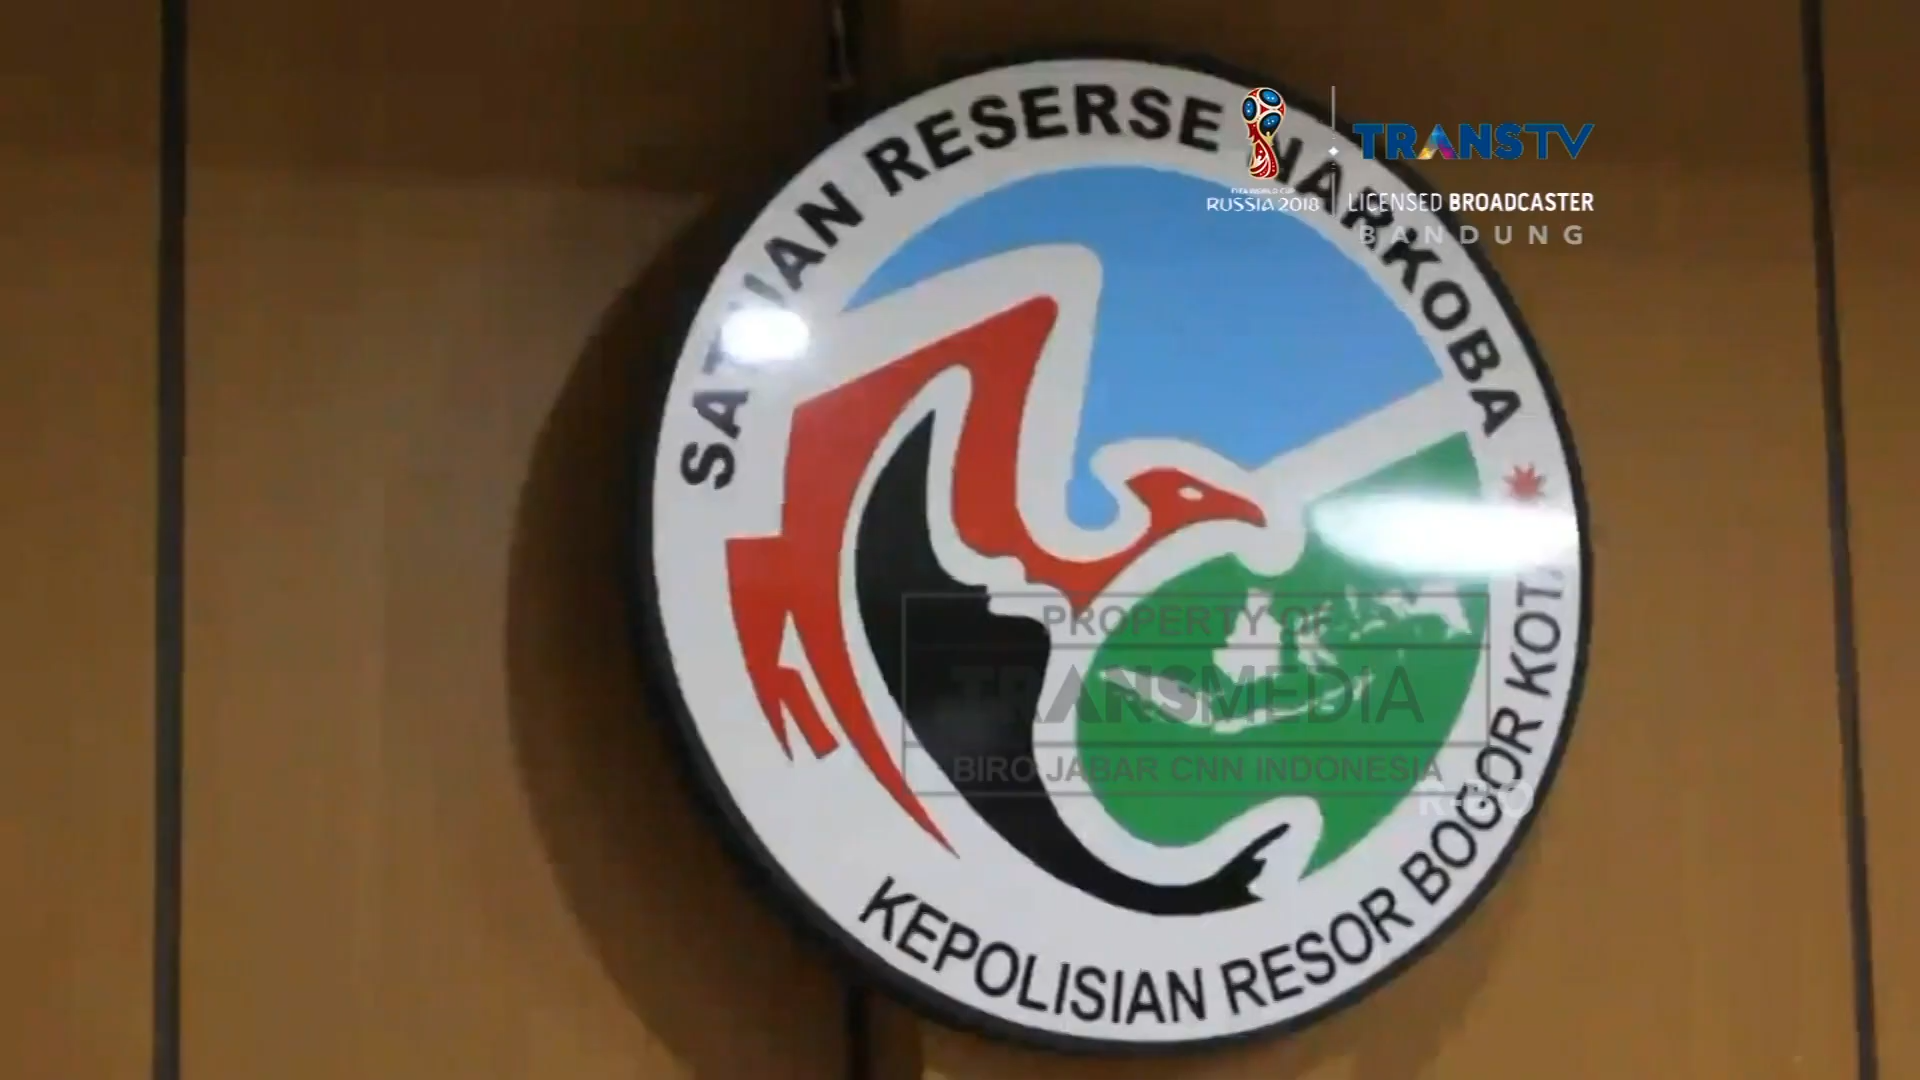 SATUAN RESERSE NARKOBA
KEPOLISIAN RESOR BOGOR KOTA
TRANSTV
RUSSIA 2018
LICENSED BROADCASTER
BANDUNG
PROPERTY OF
TRANSMEDIA
BIRO JABAR CNN INDONESIA